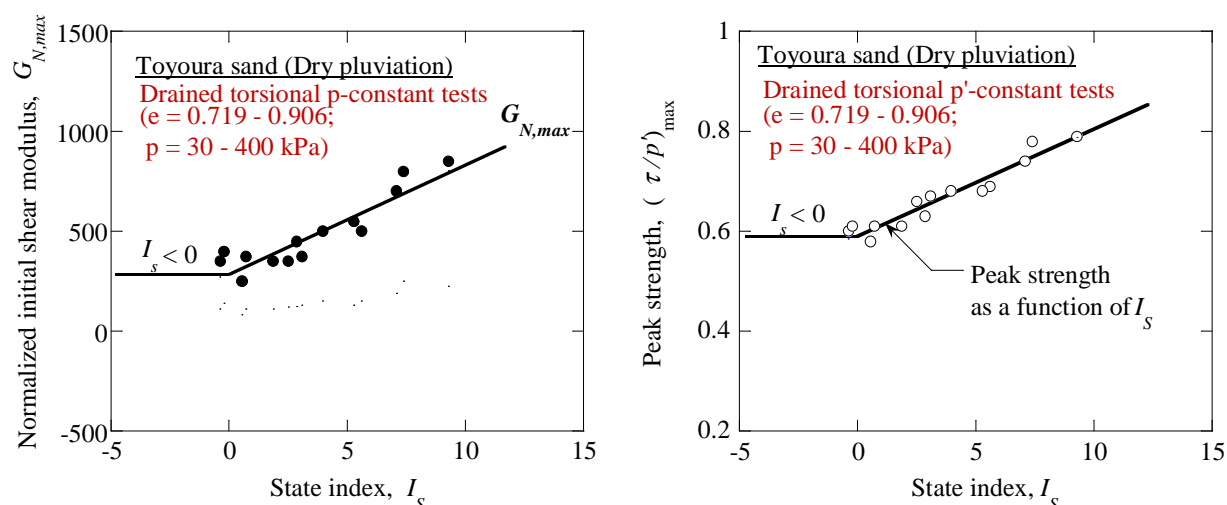 1500
1000
500
0
-500
Normalized initial shear modulus, G_N,max
Toyoura sand (Dry pluviation)
Drained torsional p-constant tests
(e = 0.719 - 0.906;
p = 30 - 400 kPa)
G_N,max
I_s < 0
-5 0 5 10 15
State index, I_S
1
0.8
0.6
0.4
0.2
Peak strength, ( τ/p′)max
Toyoura sand (Dry pluviation)
Drained torsional p'-constant tests
(e = 0.719 - 0.906;
p = 30 - 400 kPa)
I_s < 0
Peak strength
as a function of I_S
-5 0 5 10 15
State index, I_S